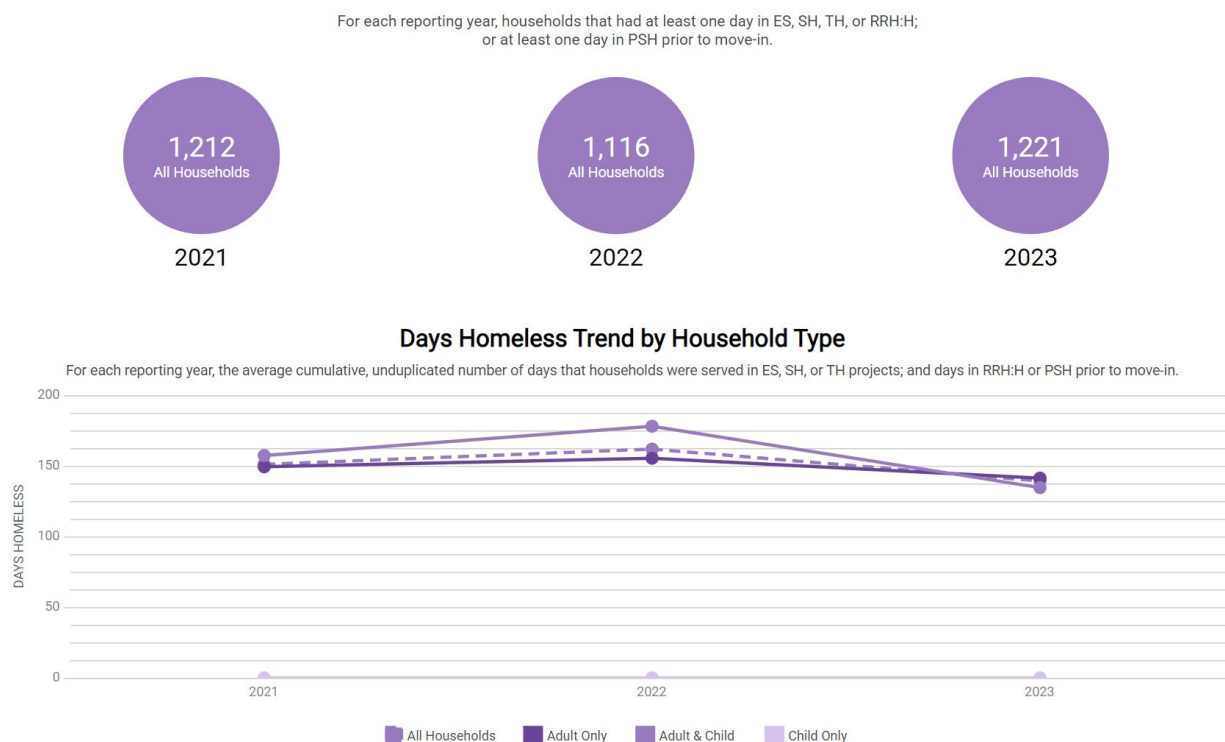 For each reporting year, households that had at least one day in ES, SH, TH, or RRH:H;
or at least one day in PSH prior to move-in.
1,212
All Households
2021
1,116
All Households
2022
1,221
All Households
2023
Days Homeless Trend by Household Type
For each reporting year, the average cumulative, unduplicated number of days that households were served in ES, SH, or TH projects; and days in RRH:H or PSH prior to move-in.
DAYS HOMELESS
200
150
100
50
0
2021 2022 2023
All Households Adult Only Adult & Child Child Only